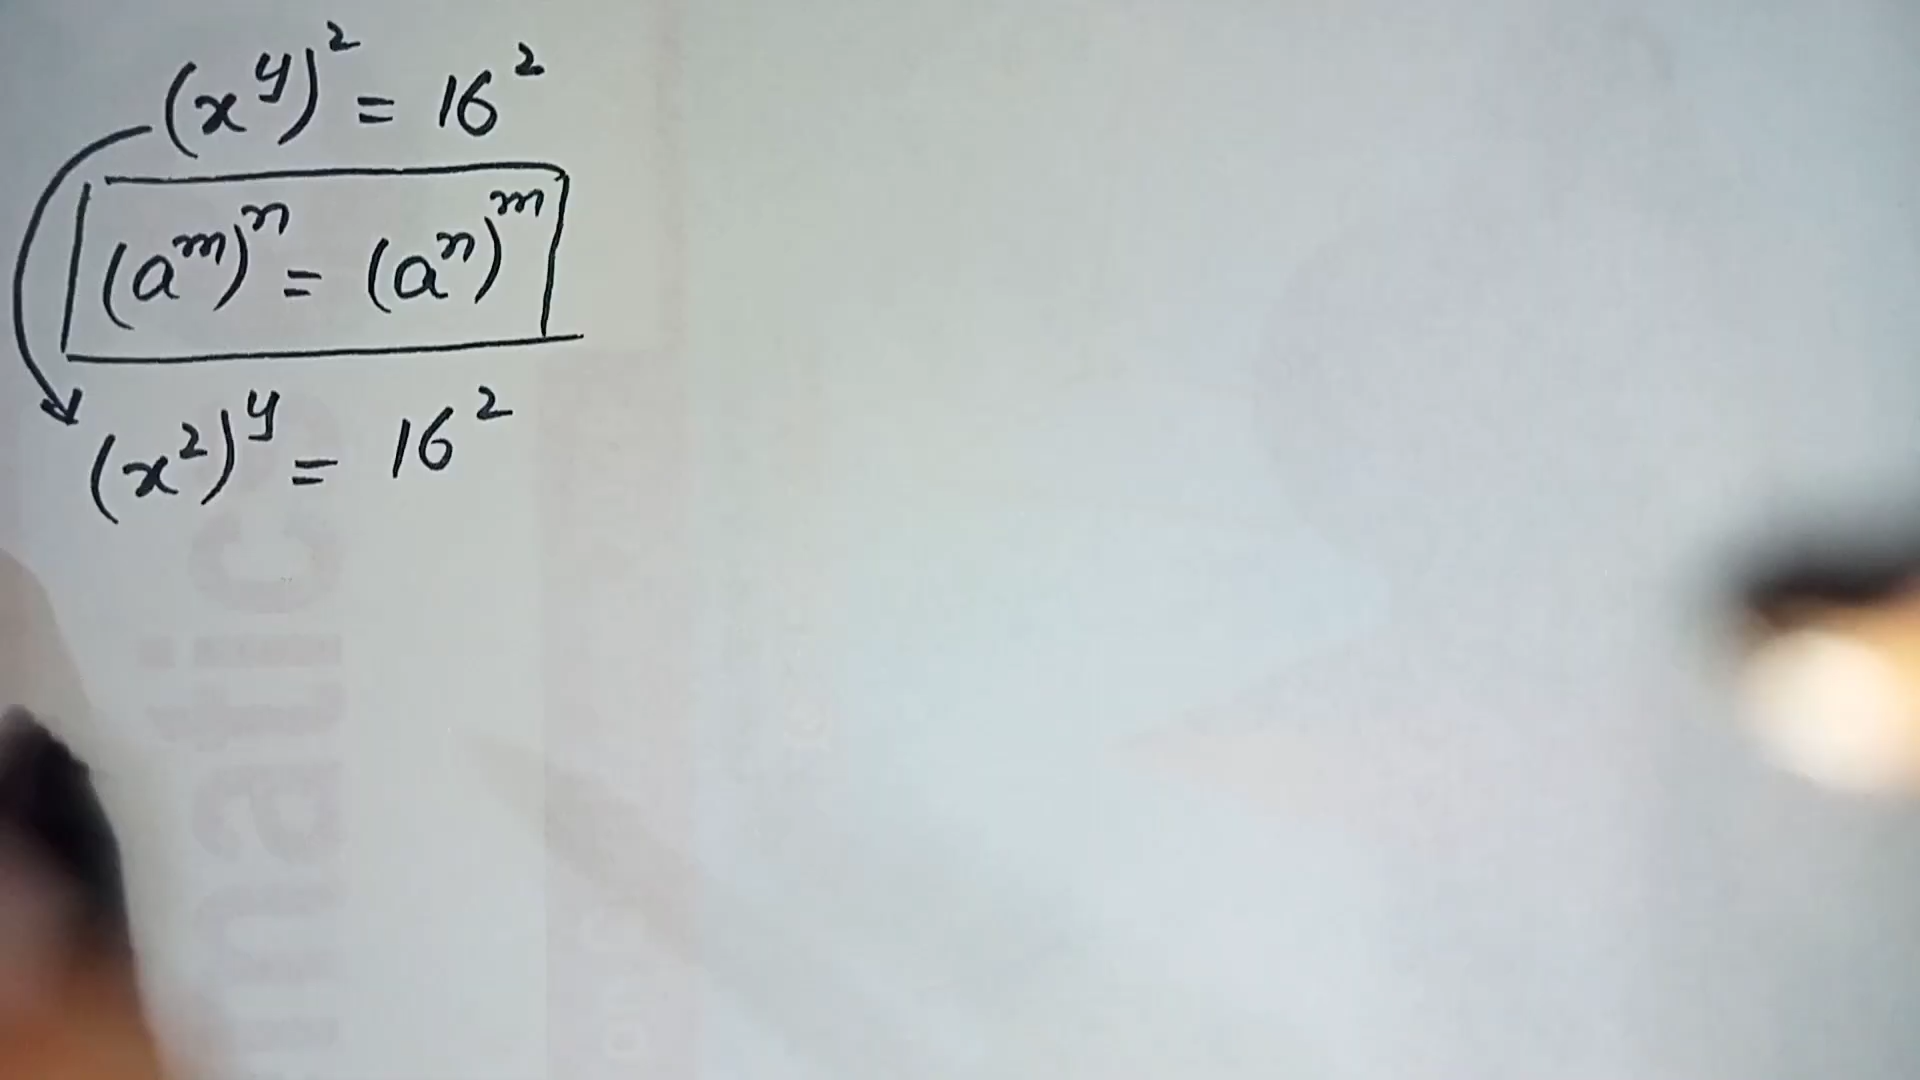 (x^y)^2 = 16^2
(a^m)^n = (a^n)^m
(x^2)^y = 16^2